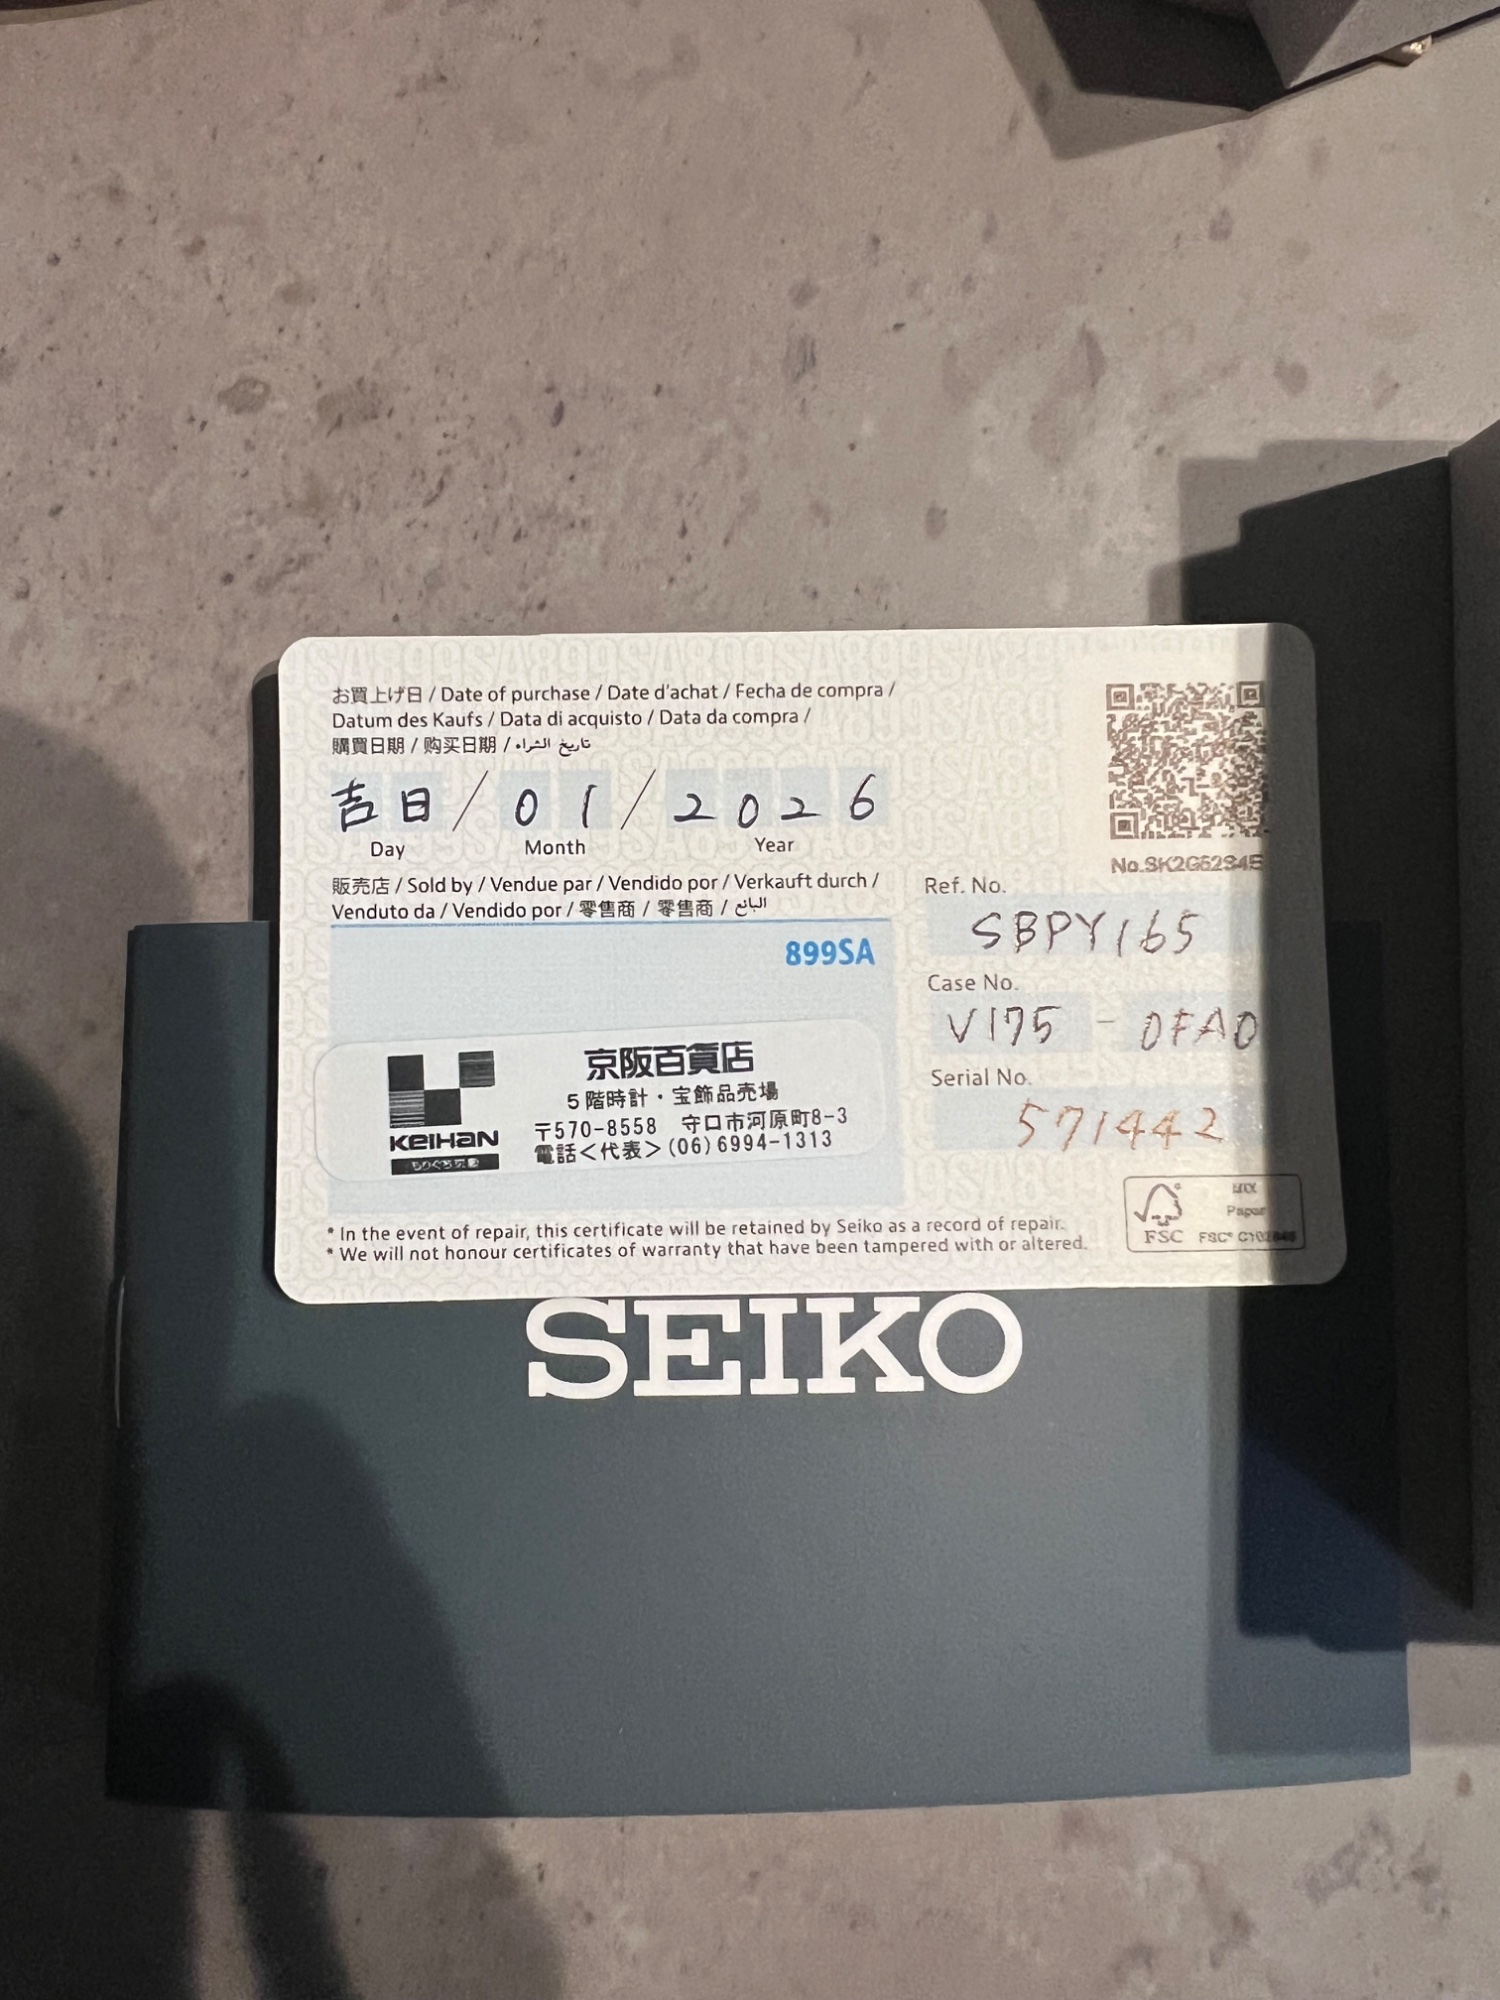 お買上げ日 / Date of purchase / Date d'achat / Fecha de compra /
Datum des Kaufs / Data di acquisto / Data da compra /
購買日期 / 购买日期 / تاريخ الشراء
吉日 / 01 / 2026
Day Month Year
販売店 / Sold by / Vendue par / Vendido por / Verkauft durch /
Venduto da / Vendido por / 零售商 / 零售商 / البائع
899SA
KEIHAN
京阪百貨店
5階時計・宝飾品売場
〒570-8558 守口市河原町8-3
電話<代表>(06)6994-1313
No.SK2G62S4E
Ref. No.
SBPY165
Case No.
V175 - 0FA0
Serial No.
571442
MIX
Paper
FSC FSC®
* In the event of repair, this certificate will be retained by Seiko as a record of repair.
* We will not honour certificates of warranty that have been tampered with or altered.
SEIKO